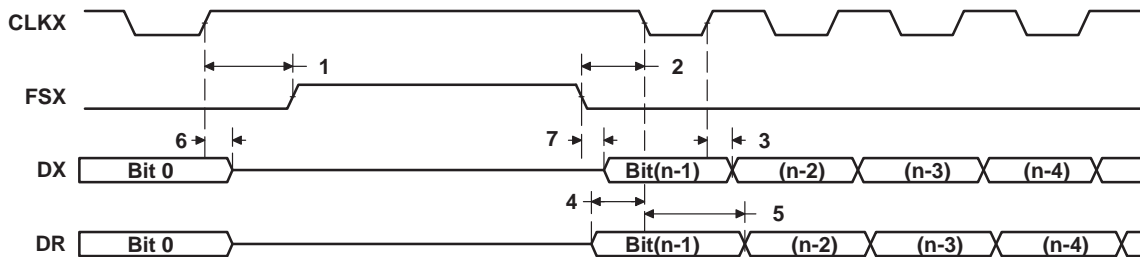 CLKX
1
2
FSX
6
7
3
DX
Bit 0
Bit(n-1)
(n-2)
(n-3)
(n-4)
4
5
DR
Bit 0
Bit(n-1)
(n-2)
(n-3)
(n-4)